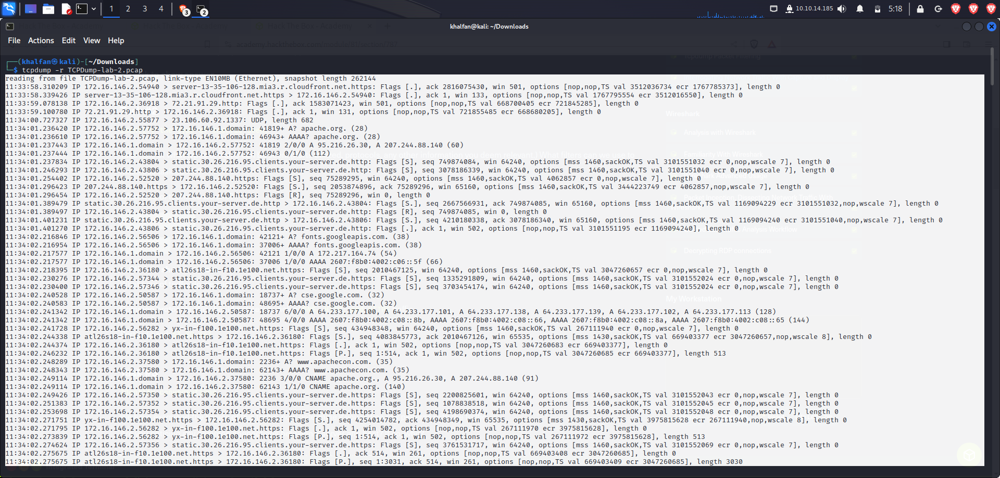 1 2 3 4 3 2 10.10.14.185 5:18
khalfan@kali: ~/Downloads
File Actions Edit View Help
┌──(khalfan㉿kali)-[~/Downloads]
└─$ tcpdump -r TCPDump-lab-2.pcap
reading from file TCPDump-lab-2.pcap, link-type EN10MB (Ethernet), snapshot length 262144
11:33:58.310209 IP 172.16.146.2.54940 > server-13-35-106-128.mia3.r.cloudfront.net.https: Flags [.], ack 2816075430, win 501, options [nop,nop,TS val 3512036734 ecr 1767785373], length 0
11:33:58.339426 IP server-13-35-106-128.mia3.r.cloudfront.net.https > 172.16.146.2.54940: Flags [.], ack 1, win 133, options [nop,nop,TS val 1767795554 ecr 3512016550], length 0
11:33:59.078138 IP 172.16.146.2.36918 > 72.21.91.29.http: Flags [.], ack 1583071423, win 501, options [nop,nop,TS val 668700405 ecr 721845285], length 0
11:33:59.100780 IP 72.21.91.29.http > 172.16.146.2.36918: Flags [.], ack 1, win 131, options [nop,nop,TS val 721855485 ecr 668680205], length 0
11:34:00.727327 IP 172.16.146.2.55877 > 23.106.60.92.1337: UDP, length 682
11:34:01.236420 IP 172.16.146.2.57752 > 172.16.146.1.domain: 41819+ A? apache.org. (28)
11:34:01.236610 IP 172.16.146.2.57752 > 172.16.146.1.domain: 46943+ AAAA? apache.org. (28)
11:34:01.237443 IP 172.16.146.1.domain > 172.16.146.2.57752: 41819 2/0/0 A 95.216.26.30, A 207.244.88.140 (60)
11:34:01.237444 IP 172.16.146.1.domain > 172.16.146.2.57752: 46943 0/1/0 (112)
11:34:01.237834 IP 172.16.146.2.43804 > static.30.26.216.95.clients.your-server.de.http: Flags [S], seq 749874084, win 64240, options [mss 1460,sackOK,TS val 3101551032 ecr 0,nop,wscale 7], length 0
11:34:01.246293 IP 172.16.146.2.43806 > static.30.26.216.95.clients.your-server.de.http: Flags [S], seq 3078186339, win 64240, options [mss 1460,sackOK,TS val 3101551040 ecr 0,nop,wscale 7], length 0
11:34:01.254402 IP 172.16.146.2.52520 > 207.244.88.140.https: Flags [S], seq 75289295, win 64240, options [mss 1460,sackOK,TS val 4062857 ecr 0,nop,wscale 7], length 0
11:34:01.296423 IP 207.244.88.140.https > 172.16.146.2.52520: Flags [S.], seq 2053874896, ack 75289296, win 65160, options [mss 1460,sackOK,TS val 3444223749 ecr 4062857,nop,wscale 7], length 0
11:34:01.296454 IP 172.16.146.2.52520 > 207.244.88.140.https: Flags [R], seq 75289296, win 0, length 0
11:34:01.389479 IP static.30.26.216.95.clients.your-server.de.http > 172.16.146.2.43804: Flags [S.], seq 2667566931, ack 749874085, win 65160, options [mss 1460,sackOK,TS val 1169094229 ecr 3101551032,nop,wscale 7], length 0
11:34:01.389497 IP 172.16.146.2.43804 > static.30.26.216.95.clients.your-server.de.http: Flags [R], seq 749874085, win 0, length 0
11:34:01.401231 IP static.30.26.216.95.clients.your-server.de.http > 172.16.146.2.43806: Flags [S.], seq 4210180338, ack 3078186340, win 65160, options [mss 1460,sackOK,TS val 1169094240 ecr 3101551040,nop,wscale 7], length 0
11:34:01.401270 IP 172.16.146.2.43806 > static.30.26.216.95.clients.your-server.de.http: Flags [.], ack 1, win 502, options [nop,nop,TS val 3101551195 ecr 1169094240], length 0
11:34:02.216846 IP 172.16.146.2.56506 > 172.16.146.1.domain: 42121+ A? fonts.googleapis.com. (38)
11:34:02.216954 IP 172.16.146.2.56506 > 172.16.146.1.domain: 37006+ AAAA? fonts.googleapis.com. (38)
11:34:02.217577 IP 172.16.146.1.domain > 172.16.146.2.56506: 42121 1/0/0 A 172.217.164.74 (54)
11:34:02.217577 IP 172.16.146.1.domain > 172.16.146.2.56506: 37006 1/0/0 AAAA 2607:f8b0:4002:c06::5f (66)
11:34:02.218395 IP 172.16.146.2.36180 > atl26s18-in-f10.1e100.net.https: Flags [S], seq 2010467125, win 64240, options [mss 1460,sackOK,TS val 3047260657 ecr 0,nop,wscale 7], length 0
11:34:02.230276 IP 172.16.146.2.57344 > static.30.26.216.95.clients.your-server.de.https: Flags [S], seq 1335291809, win 64240, options [mss 1460,sackOK,TS val 3101552024 ecr 0,nop,wscale 7], length 0
11:34:02.230400 IP 172.16.146.2.57346 > static.30.26.216.95.clients.your-server.de.https: Flags [S], seq 3703454174, win 64240, options [mss 1460,sackOK,TS val 3101552024 ecr 0,nop,wscale 7], length 0
11:34:02.240528 IP 172.16.146.2.50587 > 172.16.146.1.domain: 18737+ A? cse.google.com. (32)
11:34:02.240583 IP 172.16.146.2.50587 > 172.16.146.1.domain: 48695+ AAAA? cse.google.com. (32)
11:34:02.241342 IP 172.16.146.1.domain > 172.16.146.2.50587: 18737 6/0/0 A 64.233.177.100, A 64.233.177.101, A 64.233.177.138, A 64.233.177.139, A 64.233.177.102, A 64.233.177.113 (128)
11:34:02.241342 IP 172.16.146.1.domain > 172.16.146.2.50587: 48695 4/0/0 AAAA 2607:f8b0:4002:c08::8b, AAAA 2607:f8b0:4002:c08::66, AAAA 2607:f8b0:4002:c08::8a, AAAA 2607:f8b0:4002:c08::65 (144)
11:34:02.241728 IP 172.16.146.2.56282 > yx-in-f100.1e100.net.https: Flags [S], seq 434948348, win 64240, options [mss 1460,sackOK,TS val 267111940 ecr 0,nop,wscale 7], length 0
11:34:02.244338 IP atl26s18-in-f10.1e100.net.https > 172.16.146.2.36180: Flags [S.], seq 4083845773, ack 2010467126, win 65535, options [mss 1430,sackOK,TS val 669403377 ecr 3047260657,nop,wscale 8], length 0
11:34:02.244382 IP 172.16.146.2.36180 > atl26s18-in-f10.1e100.net.https: Flags [.], ack 1, win 502, options [nop,nop,TS val 3047260683 ecr 669403377], length 0
11:34:02.246232 IP 172.16.146.2.36180 > atl26s18-in-f10.1e100.net.https: Flags [P.], seq 1:514, ack 1, win 502, options [nop,nop,TS val 3047260685 ecr 669403377], length 513
11:34:02.248289 IP 172.16.146.2.37580 > 172.16.146.1.domain: 2236+ A? www.apachecon.com. (35)
11:34:02.248343 IP 172.16.146.2.37580 > 172.16.146.1.domain: 62143+ AAAA? www.apachecon.com. (35)
11:34:02.249114 IP 172.16.146.1.domain > 172.16.146.2.37580: 2236 3/0/0 CNAME apache.org., A 95.216.26.30, A 207.244.88.140 (91)
11:34:02.249114 IP 172.16.146.1.domain > 172.16.146.2.37580: 62143 1/1/0 CNAME apache.org. (140)
11:34:02.249426 IP 172.16.146.2.57350 > static.30.26.216.95.clients.your-server.de.https: Flags [S], seq 2200825601, win 64240, options [mss 1460,sackOK,TS val 3101552043 ecr 0,nop,wscale 7], length 0
11:34:02.251383 IP 172.16.146.2.57352 > static.30.26.216.95.clients.your-server.de.https: Flags [S], seq 1078838518, win 64240, options [mss 1460,sackOK,TS val 3101552045 ecr 0,nop,wscale 7], length 0
11:34:02.253698 IP 172.16.146.2.57354 > static.30.26.216.95.clients.your-server.de.https: Flags [S], seq 4198690374, win 64240, options [mss 1460,sackOK,TS val 3101552048 ecr 0,nop,wscale 7], length 0
11:34:02.271751 IP yx-in-f100.1e100.net.https > 172.16.146.2.56282: Flags [S.], seq 4254014782, ack 434948349, win 65535, options [mss 1430,sackOK,TS val 3975815628 ecr 267111940,nop,wscale 8], length 0
11:34:02.271795 IP 172.16.146.2.56282 > yx-in-f100.1e100.net.https: Flags [.], ack 1, win 502, options [nop,nop,TS val 267111970 ecr 3975815628], length 0
11:34:02.273839 IP 172.16.146.2.56282 > yx-in-f100.1e100.net.https: Flags [P.], seq 1:514, ack 1, win 502, options [nop,nop,TS val 267111972 ecr 3975815628], length 513
11:34:02.274624 IP 172.16.146.2.57356 > static.30.26.216.95.clients.your-server.de.https: Flags [S], seq 3761531717, win 64240, options [mss 1460,sackOK,TS val 3101552069 ecr 0,nop,wscale 7], length 0
11:34:02.275675 IP atl26s18-in-f10.1e100.net.https > 172.16.146.2.36180: Flags [.], ack 514, win 261, options [nop,nop,TS val 669403408 ecr 3047260685], length 0
11:34:02.275675 IP atl26s18-in-f10.1e100.net.https > 172.16.146.2.36180: Flags [P.], seq 1:3031, ack 514, win 261, options [nop,nop,TS val 669403409 ecr 3047260685], length 3030